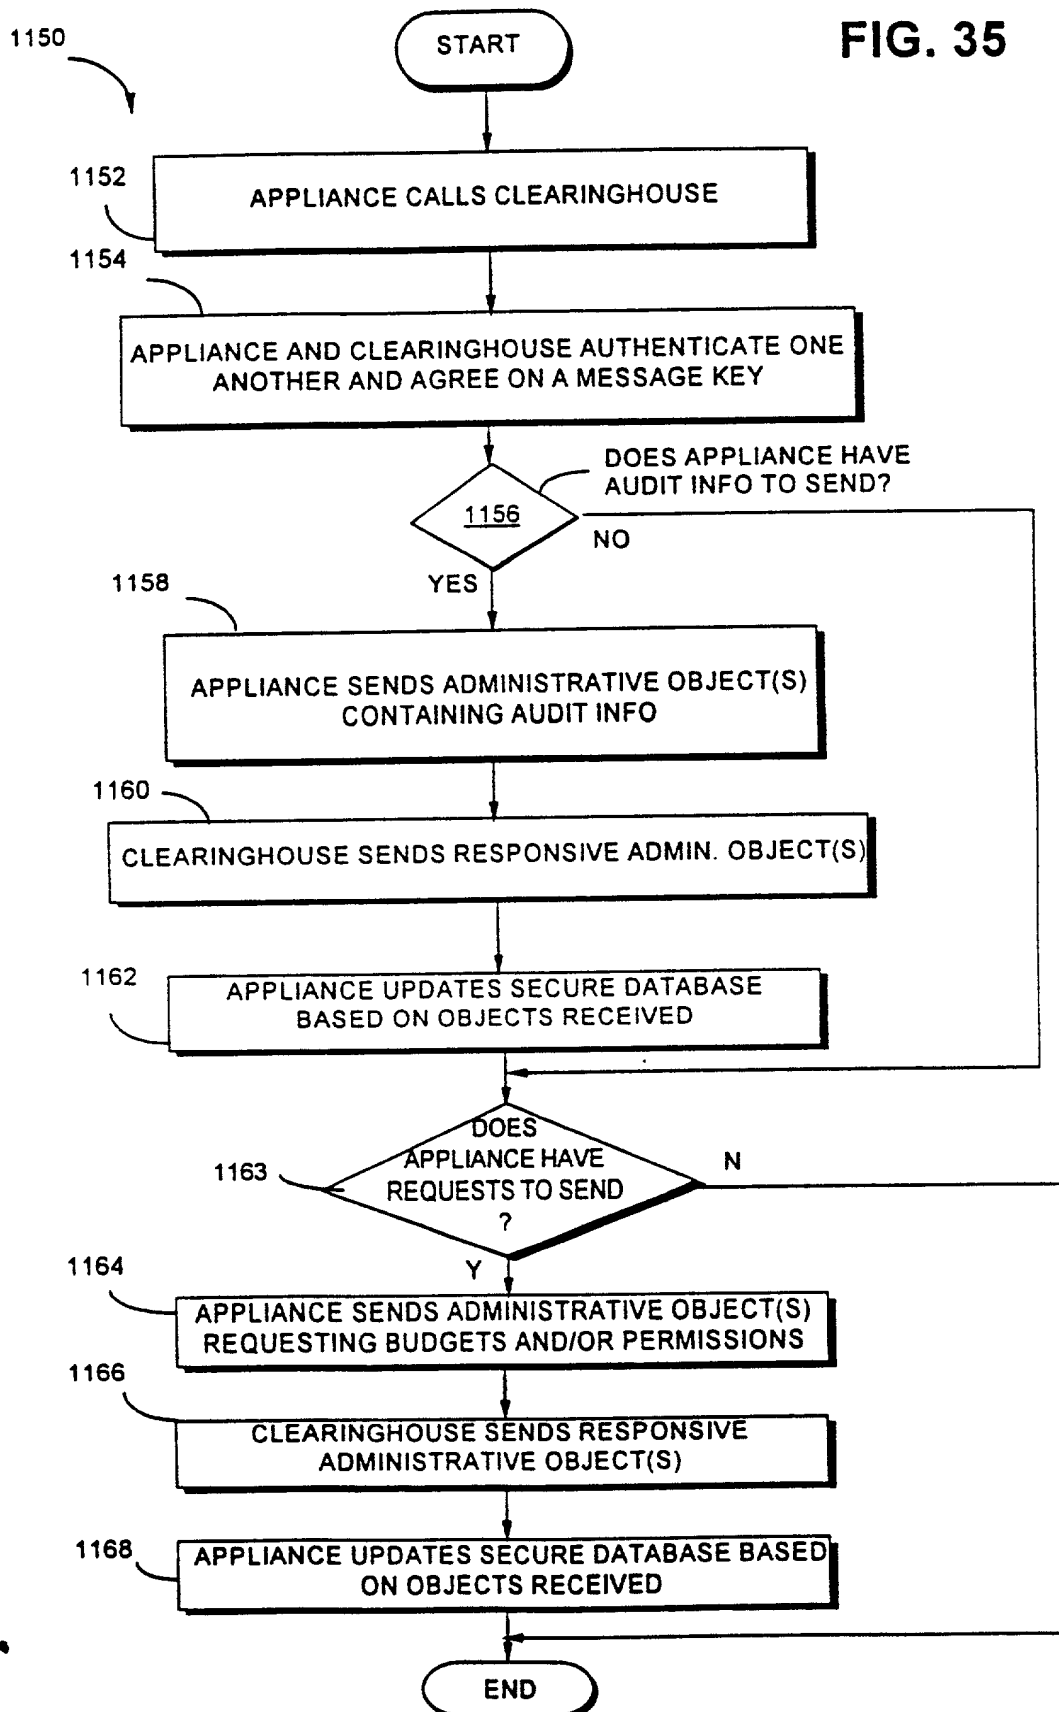 1150
START
FIG. 35
1152
APPLIANCE CALLS CLEARINGHOUSE
1154
APPLIANCE AND CLEARINGHOUSE AUTHENTICATE ONE
ANOTHER AND AGREE ON A MESSAGE KEY
DOES APPLIANCE HAVE
AUDIT INFO TO SEND?
1156
NO
YES
1158
APPLIANCE SENDS ADMINISTRATIVE OBJECT(S)
CONTAINING AUDIT INFO
1160
CLEARINGHOUSE SENDS RESPONSIVE ADMIN. OBJECT(S)
1162
APPLIANCE UPDATES SECURE DATABASE
BASED ON OBJECTS RECEIVED
1163
DOES
APPLIANCE HAVE
REQUESTS TO SEND
?
N
Y
1164
APPLIANCE SENDS ADMINISTRATIVE OBJECT(S)
REQUESTING BUDGETS AND/OR PERMISSIONS
1166
CLEARINGHOUSE SENDS RESPONSIVE
ADMINISTRATIVE OBJECT(S)
1168
APPLIANCE UPDATES SECURE DATABASE BASED
ON OBJECTS RECEIVED
END